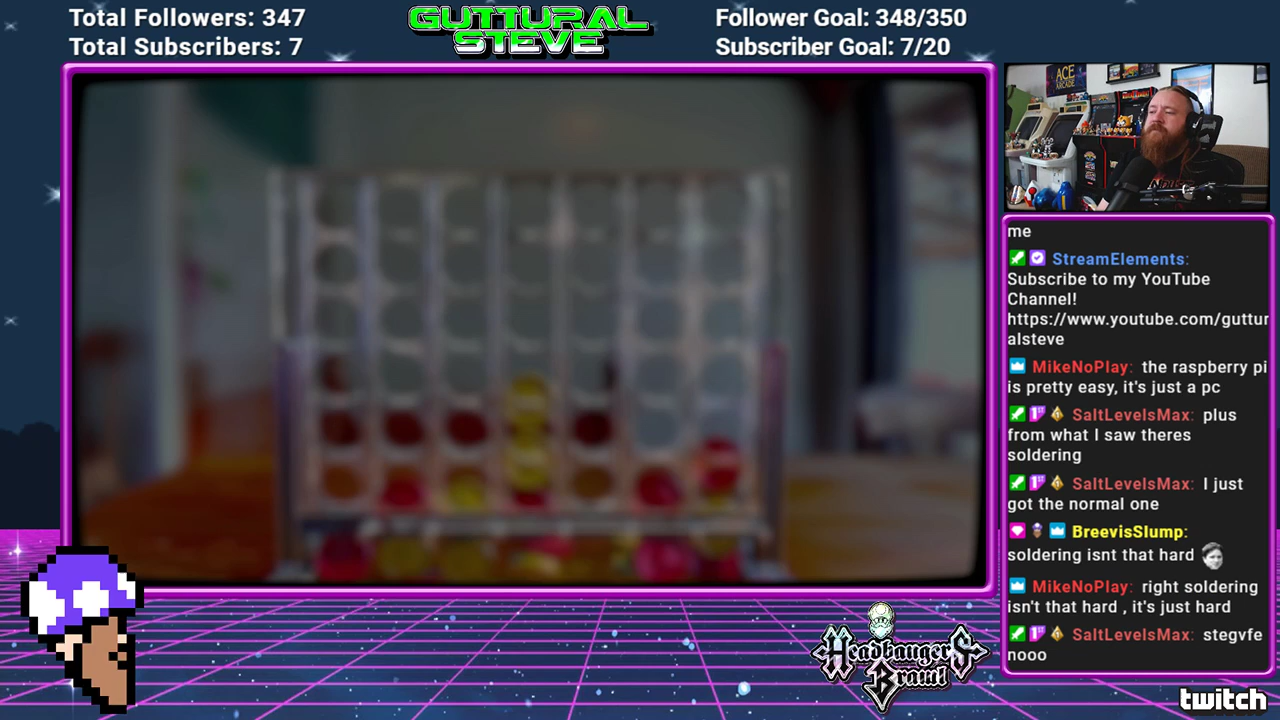 Total Followers: 347
Total Subscribers: 7
GUTTURAL
STEVE
Follower Goal: 348/350
Subscriber Goal: 7/20
ACE
ARCADE
me
StreamElements:
Subscribe to my YouTube
Channel!
https://www.youtube.com/guttur
alsteve
MikeNoPlay: the raspberry pi
is pretty easy, it's just a pc
SaltLevelsMax: plus
from what I saw theres
soldering
SaltLevelsMax: I just
got the normal one
BreevisSlump:
soldering isnt that hard
MikeNoPlay: right soldering
isn't that hard , it's just hard
SaltLevelsMax: stegvfe
nooo
Headbangers
Brawl
twitch